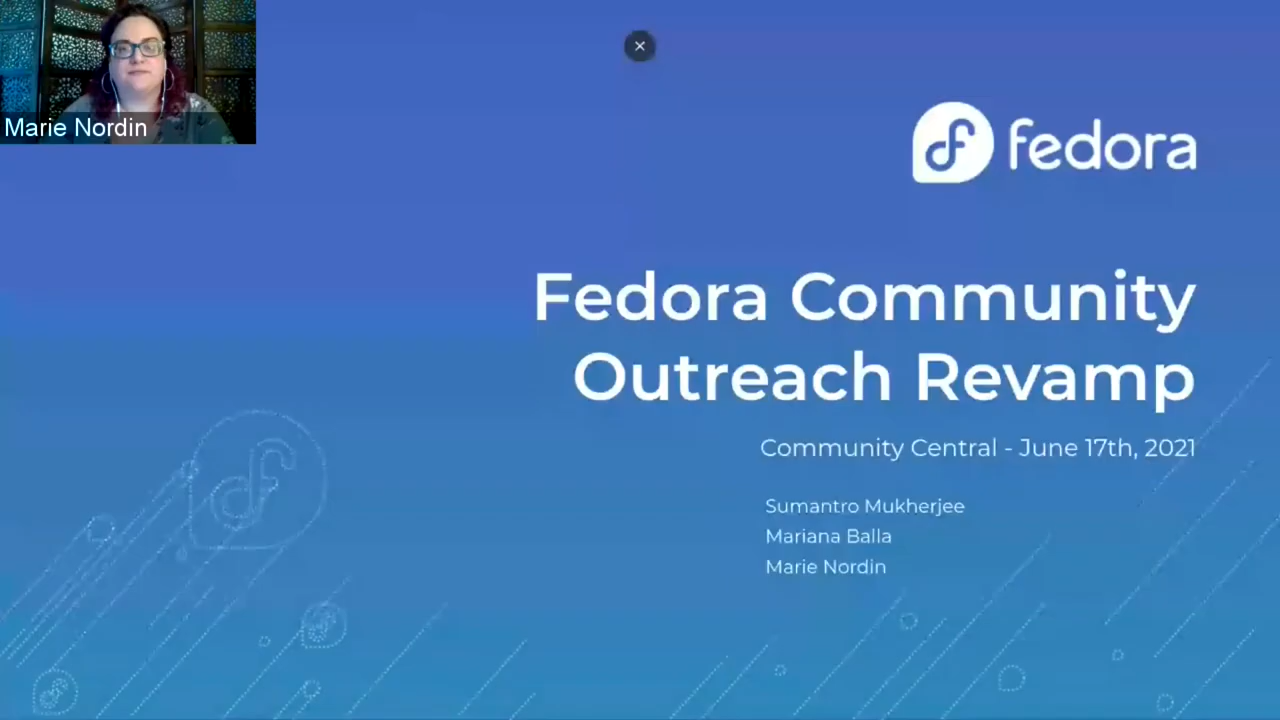 Marie Nordin
fedora
Fedora Community
Outreach Revamp
Community Central - June 17th, 2021
Sumantro Mukherjee
Mariana Balla
Marie Nordin